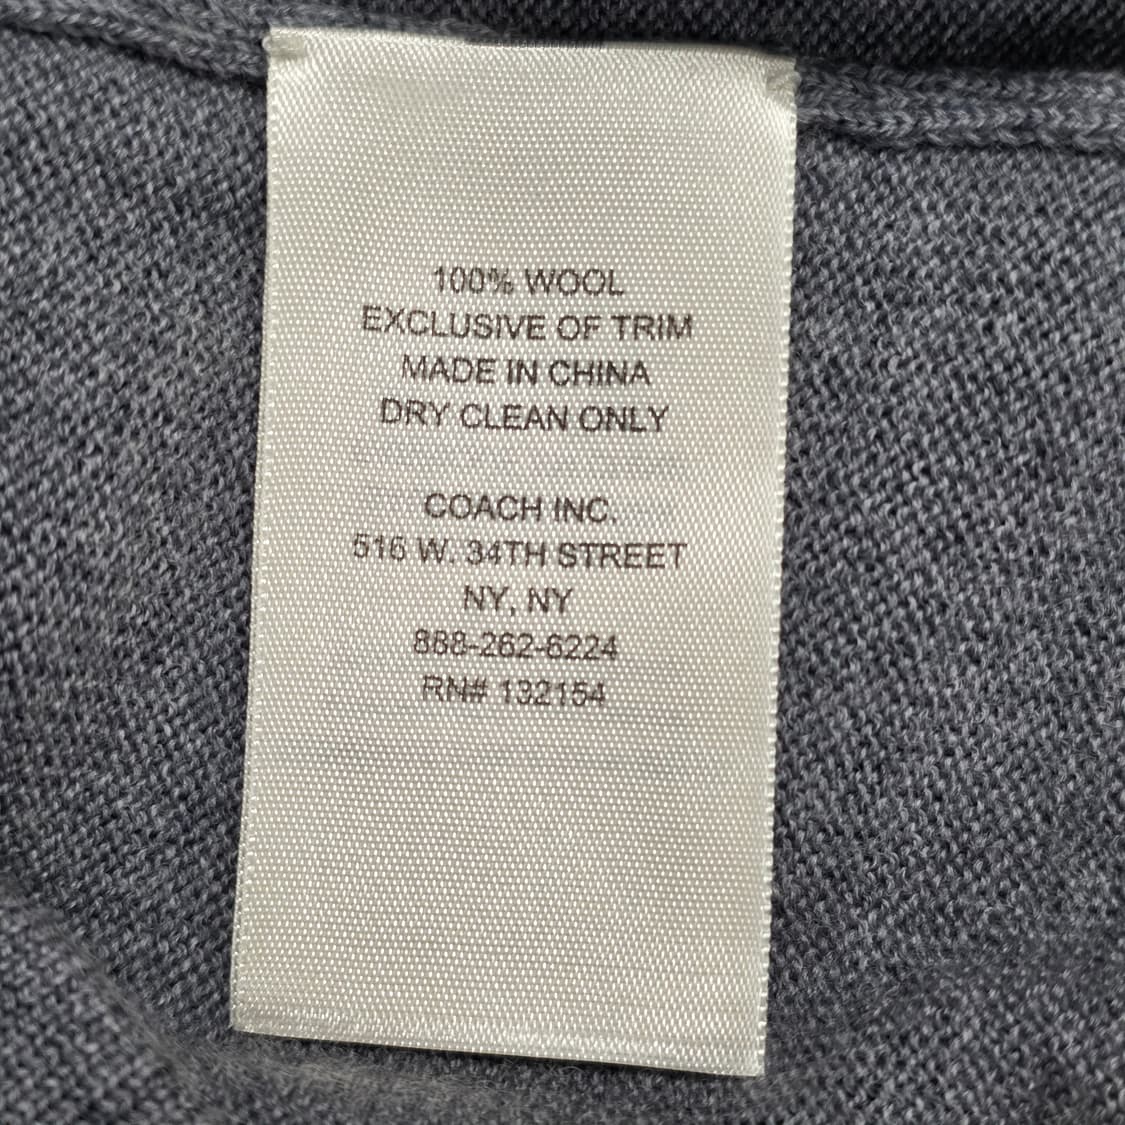 100% WOOL
EXCLUSIVE OF TRIM
MADE IN CHINA
DRY CLEAN ONLY
COACH INC.
516 W. 34TH STREET
NY, NY
888-262-6224
RN# 132154